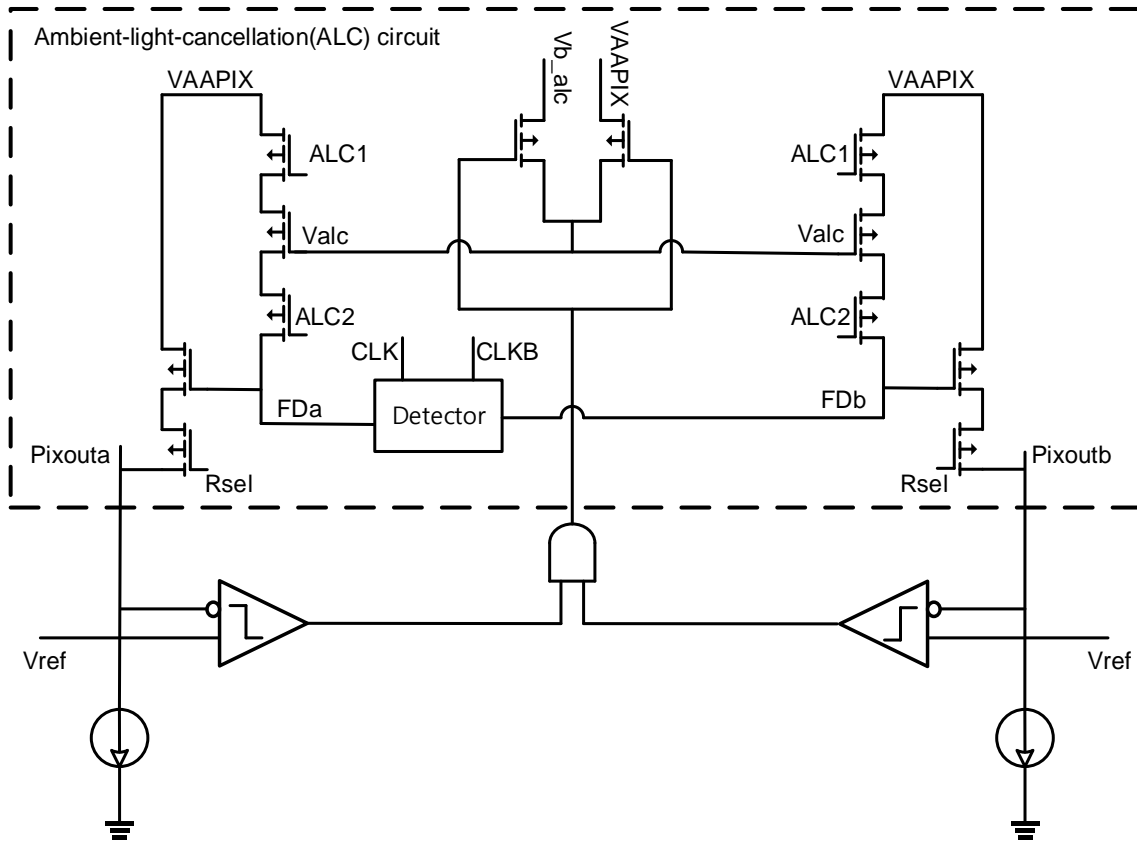 Ambient-light-cancellation(ALC) circuit
Vb_alc
VAAPIX
VAAPIX
VAAPIX
ALC1
ALC1
Valc
Valc
ALC2
ALC2
CLK
CLKB
Detector
FDa
FDb
Pixouta
Pixoutb
Rsel
Rsel
Vref
Vref